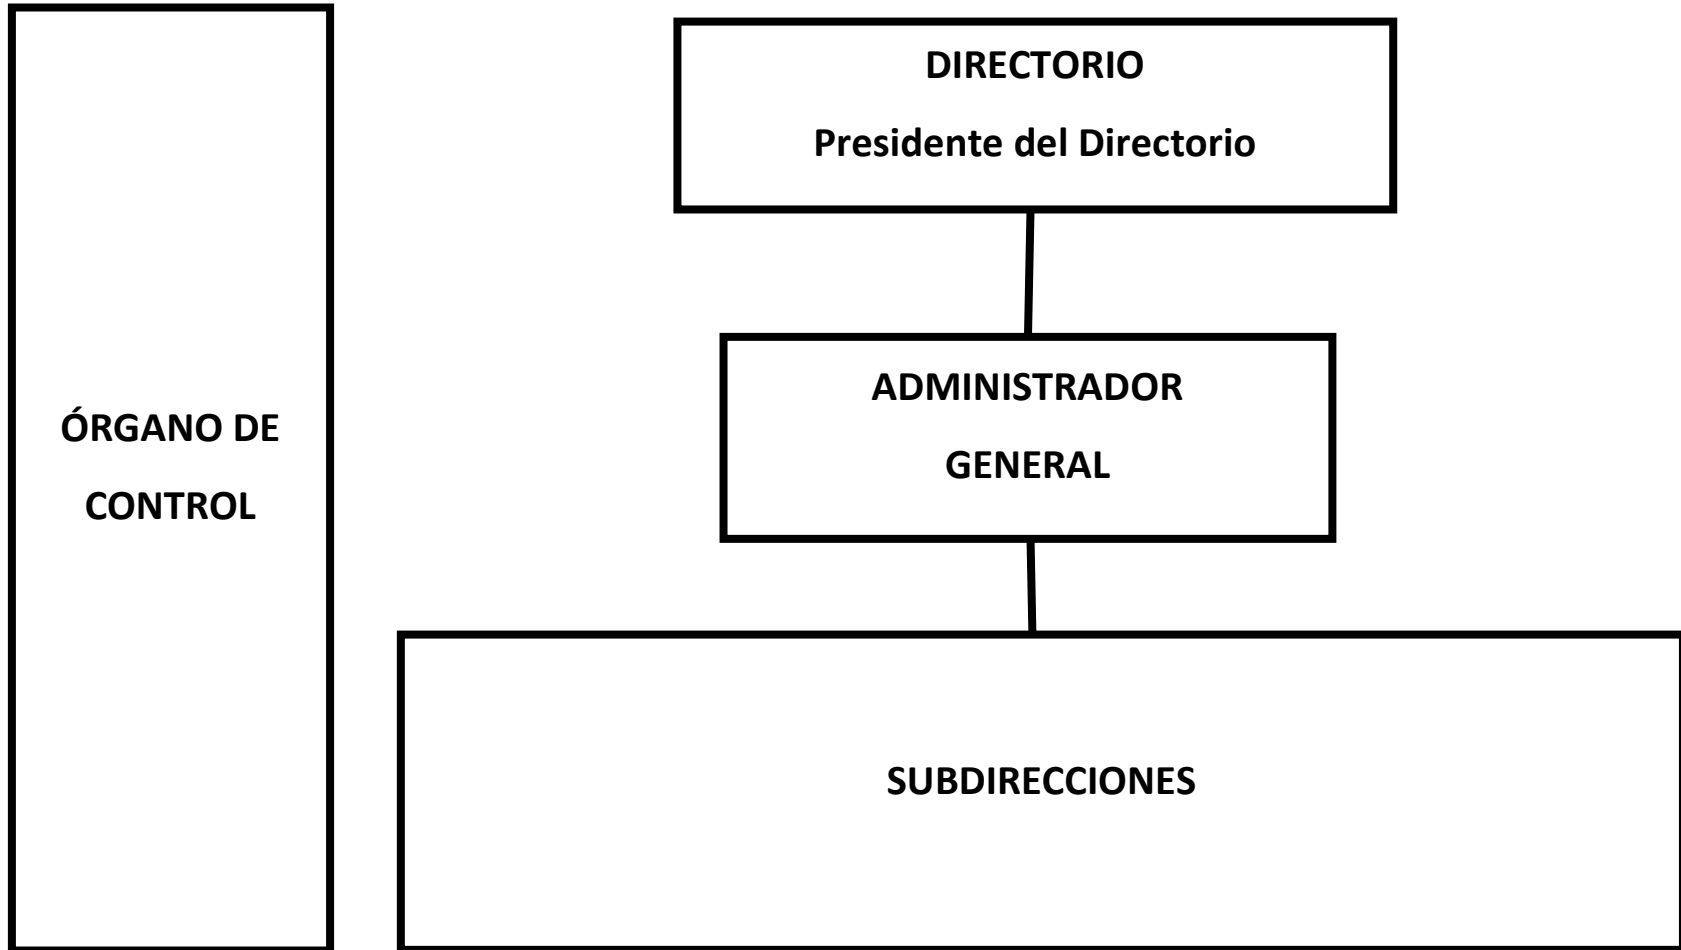 DIRECTORIO
Presidente del Directorio
ADMINISTRADOR
GENERAL
ÓRGANO DE
CONTROL
SUBDIRECCIONES